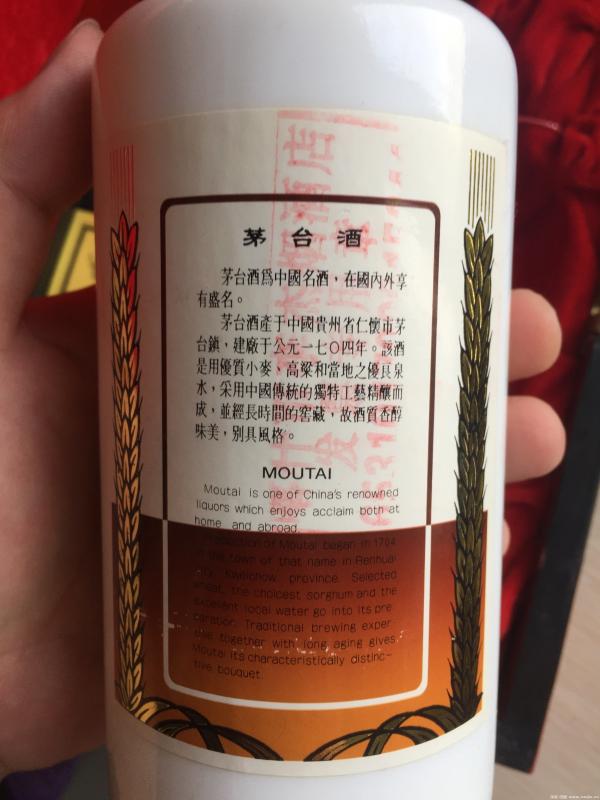 茅台酒
茅台酒爲中國名酒，在國內外享
有盛名。
茅台酒產于中國貴州省仁懷市茅
台鎮，建廠于公元一七〇四年。該酒
是用優質小麥、高粱和當地之優良泉
水，采用中國傳統的獨特工藝精釀而
成，並經長時間的窖藏，故酒質香醇
味美，別具風格。
MOUTAI
Moutai is one of China's renowned
liquors which enjoys acclaim both at
home and abroad.
Production of Moutai began in 1704
in the town of that name in Renhuai
city, Kweichow province. Selected
wheat, the choicest sorghum and the
excellent local water go into its pre-
paration. Traditional brewing exper-
tise together with long aging gives
Moutai its characteristically distinc-
tive bouquet.